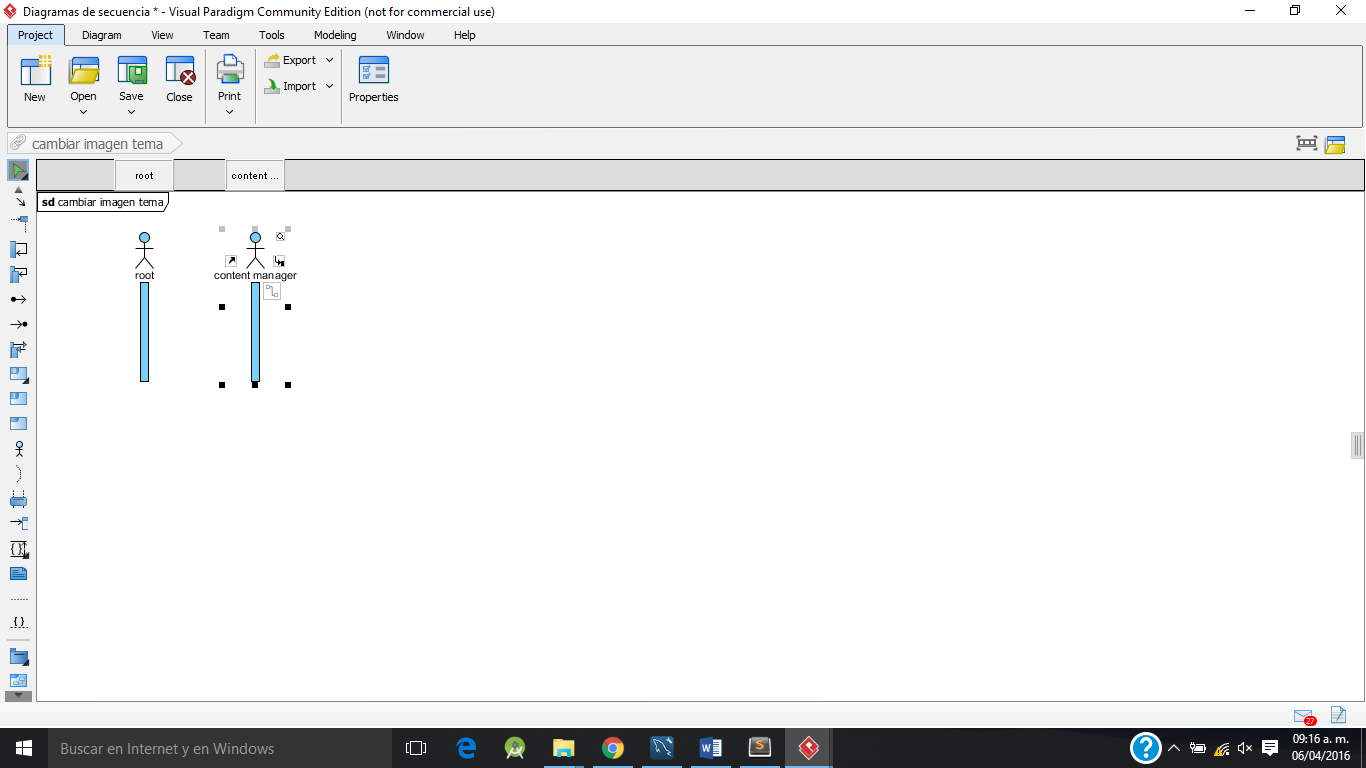 Diagramas de secuencia * - Visual Paradigm Community Edition (not for commercial use)
Project Diagram View Team Tools Modeling Window Help
New Open Save Close Print Export Import Properties
cambiar imagen tema
root content ...
sd cambiar imagen tema
root content manager
27
Buscar en Internet y en Windows
09:16 a. m.
06/04/2016